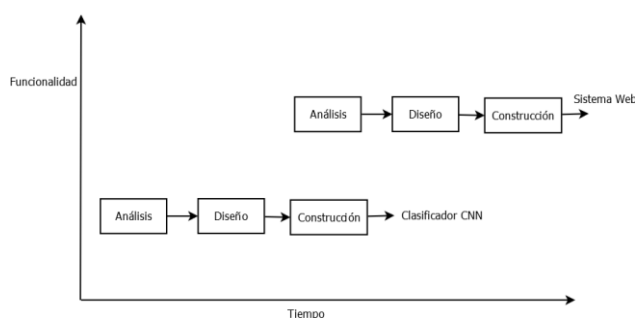 Funcionalidad
Sistema Web
Análisis
Diseño
Construcción
Análisis
Diseño
Construcción
Clasificador CNN
Tiempo